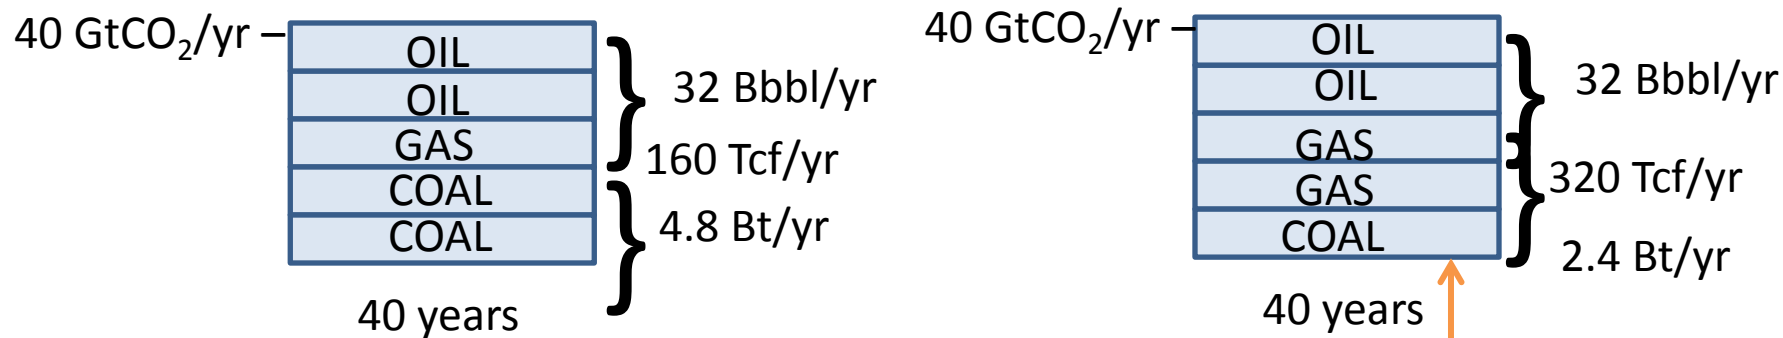 40 GtCO₂/yr
OIL
OIL
GAS
COAL
COAL
32 Bbbl/yr
160 Tcf/yr
4.8 Bt/yr
40 years
40 GtCO₂/yr
OIL
OIL
GAS
GAS
COAL
32 Bbbl/yr
320 Tcf/yr
2.4 Bt/yr
40 years